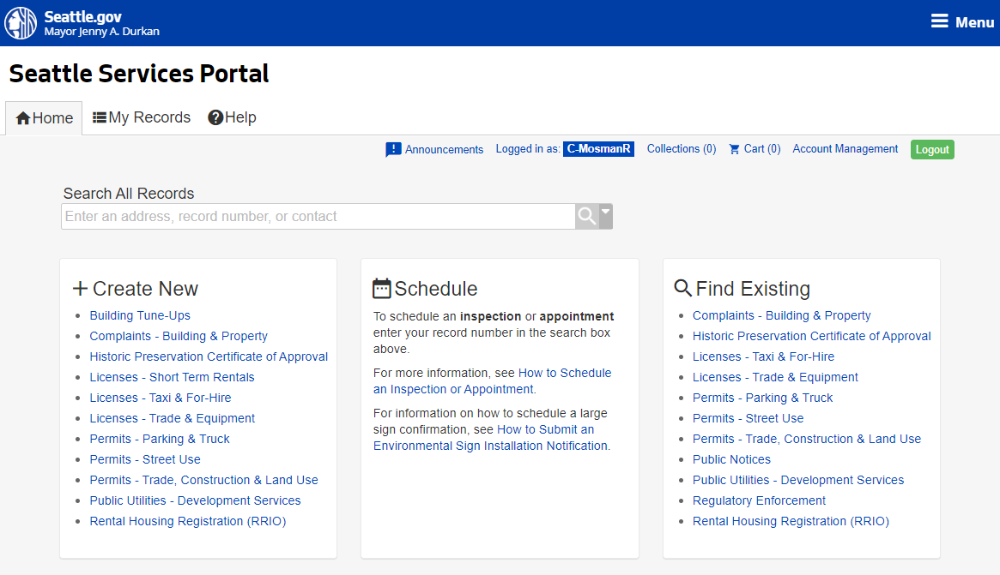 Seattle.gov
Mayor Jenny A. Durkan
Menu
Seattle Services Portal
Home
My Records
Help
Announcements
Logged in as: C-MosmanR
Collections (0)
Cart (0)
Account Management
Logout
Search All Records
Enter an address, record number, or contact
Create New
Building Tune-Ups
Complaints - Building & Property
Historic Preservation Certificate of Approval
Licenses - Short Term Rentals
Licenses - Taxi & For-Hire
Licenses - Trade & Equipment
Permits - Parking & Truck
Permits - Street Use
Permits - Trade, Construction & Land Use
Public Utilities - Development Services
Rental Housing Registration (RRIO)
Schedule
To schedule an inspection or appointment
enter your record number in the search box
above.
For more information, see How to Schedule
an Inspection or Appointment.
For information on how to schedule a large
sign confirmation, see How to Submit an
Environmental Sign Installation Notification.
Find Existing
Complaints - Building & Property
Historic Preservation Certificate of Approval
Licenses - Taxi & For-Hire
Licenses - Trade & Equipment
Permits - Parking & Truck
Permits - Street Use
Permits - Trade, Construction & Land Use
Public Notices
Public Utilities - Development Services
Regulatory Enforcement
Rental Housing Registration (RRIO)